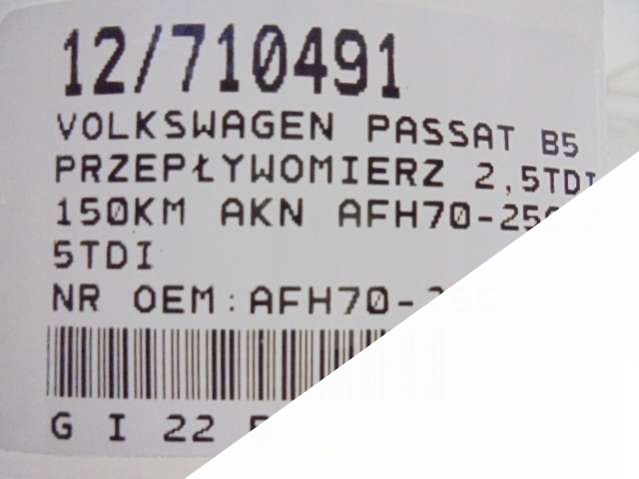 12/710491
VOLKSWAGEN PASSAT B5
PRZEPŁYWOMIERZ 2,5TDI
150KM AKN
5TDI
NR OEM:
G I 22